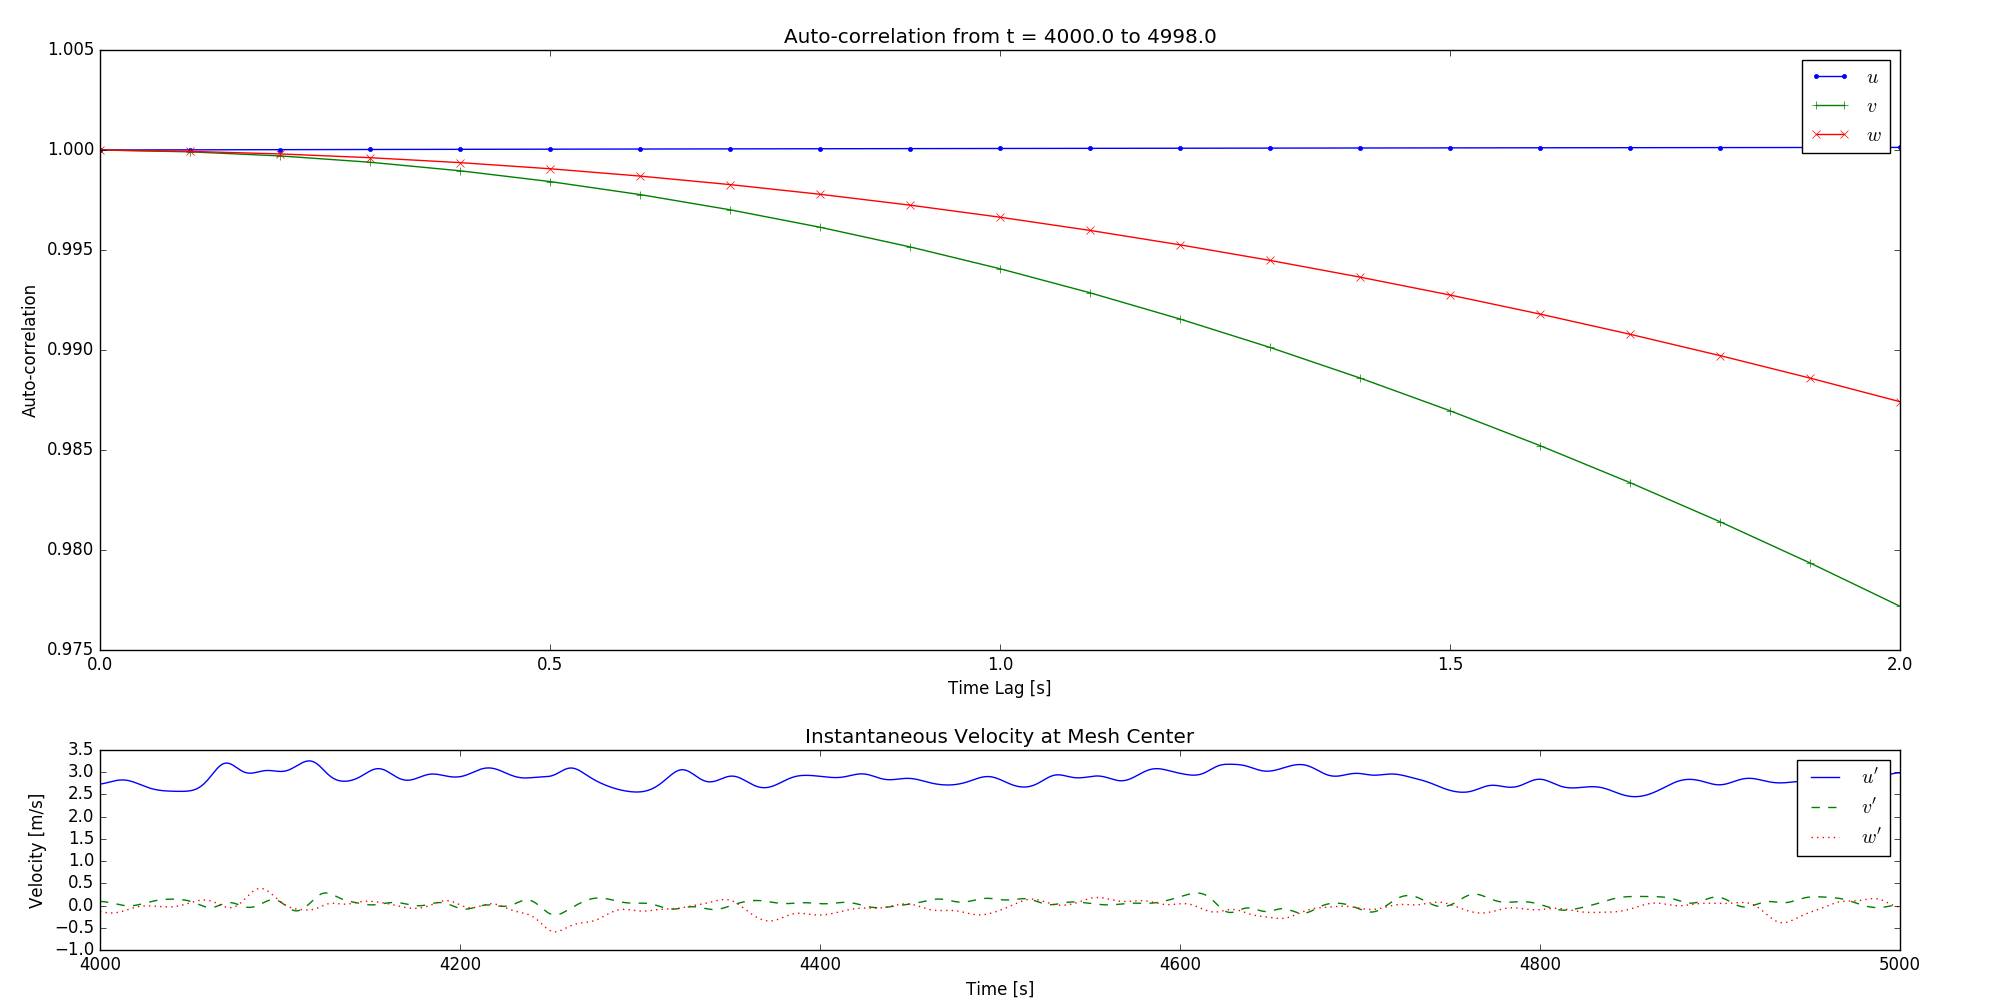 Auto-correlation from t = 4000.0 to 4998.0
1.005
1.000
0.995
0.990
0.985
0.980
0.975
Auto-correlation
u
v
w
0.0 0.5 1.0 1.5 2.0
Time Lag [s]
Instantaneous Velocity at Mesh Center
3.5
3.0
2.5
2.0
1.5
1.0
0.5
0.0
−0.5
−1.0
Velocity [m/s]
u′
v′
w′
4000 4200 4400 4600 4800 5000
Time [s]